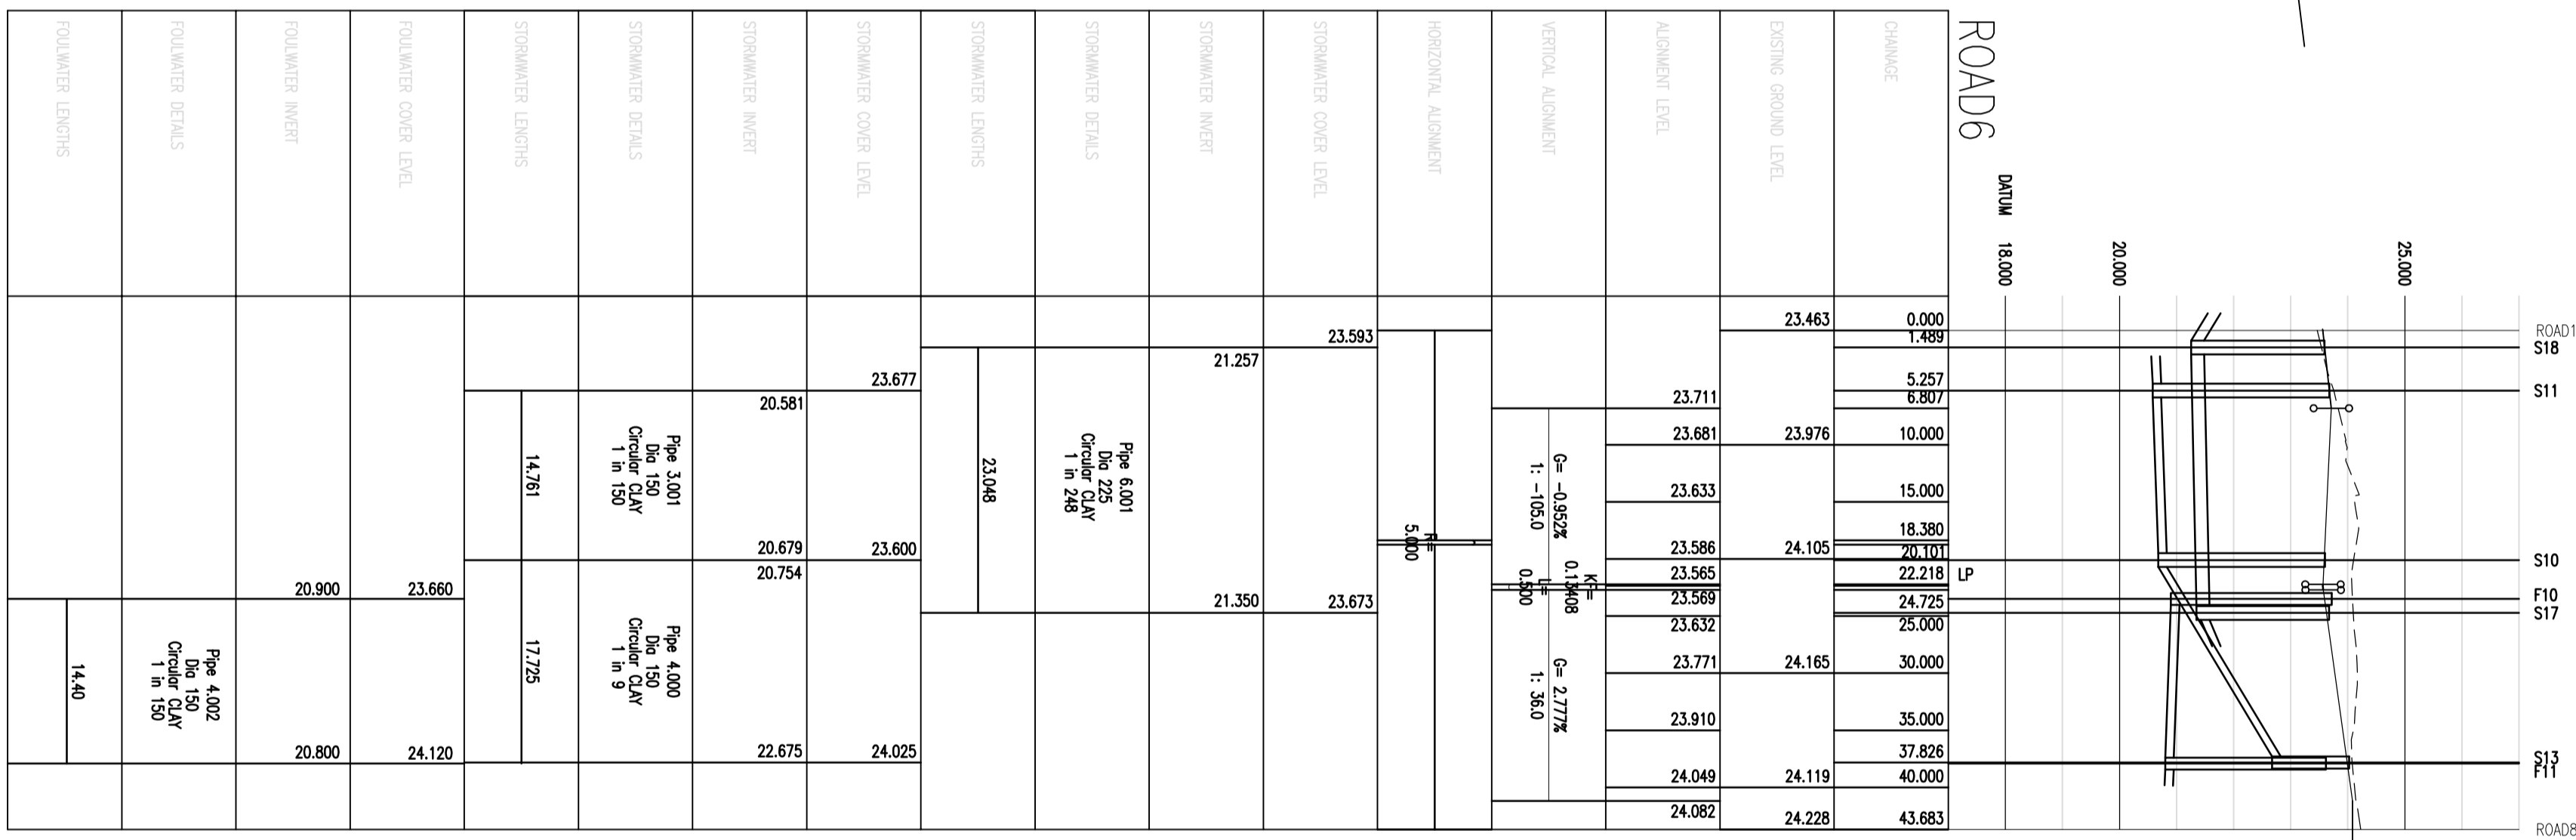 ROAD6
DATUM 18.000
20.000
25.000
ROAD1
S18
S11
S10
F10
S17
S13
F11
ROAD8
LP
CHAINAGE
0.000
1.489
5.257
6.807
10.000
15.000
18.380
20.101
22.218
24.725
25.000
30.000
35.000
37.826
40.000
43.683
EXISTING GROUND LEVEL
23.463
23.976
24.105
24.165
24.119
24.228
ALIGNMENT LEVEL
23.711
23.681
23.633
23.586
23.565
23.569
23.632
23.771
23.910
24.049
24.082
VERTICAL ALIGNMENT
G= -0.952%
1: -105.0
KF=
0.13408
L=
0.500
G= 2.777%
1: 36.0
HORIZONTAL ALIGNMENT
R=
5.000
STORMWATER COVER LEVEL
23.593
23.673
STORMWATER INVERT
21.257
21.350
STORMWATER DETAILS
Pipe 6.001
Dia 225
Circular CLAY
1 in 248
STORMWATER LENGTHS
23.048
STORMWATER COVER LEVEL
23.677
23.600
24.025
STORMWATER INVERT
20.581
20.679
20.754
22.675
STORMWATER DETAILS
Pipe 3.001
Dia 150
Circular CLAY
1 in 150
Pipe 4.000
Dia 150
Circular CLAY
1 in 9
STORMWATER LENGTHS
14.761
17.725
FOULWATER COVER LEVEL
23.660
24.120
FOULWATER INVERT
20.900
20.800
FOULWATER DETAILS
Pipe 4.002
Dia 150
Circular CLAY
1 in 150
FOULWATER LENGTHS
14.40